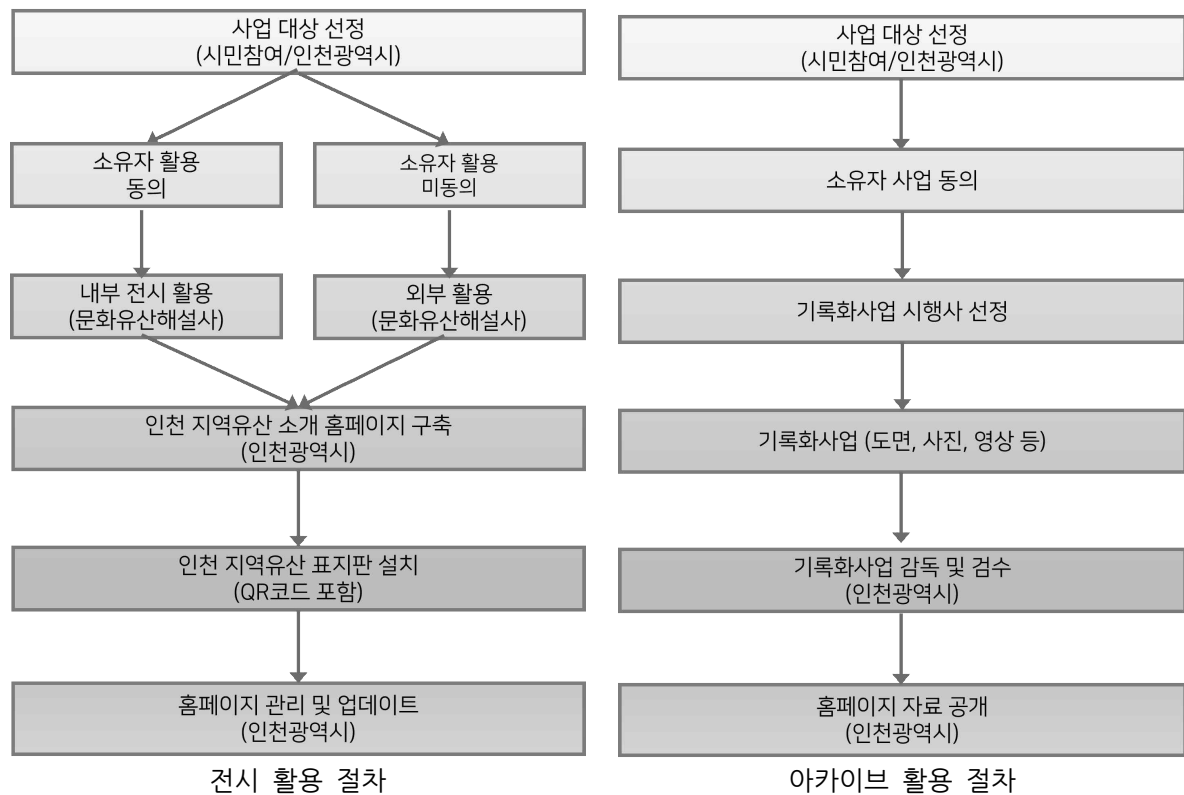 사업 대상 선정
(시민참여/인천광역시)
소유자 활용
동의
소유자 활용
미동의
내부 전시 활용
(문화유산해설사)
외부 활용
(문화유산해설사)
인천 지역유산 소개 홈페이지 구축
(인천광역시)
인천 지역유산 표지판 설치
(QR코드 포함)
홈페이지 관리 및 업데이트
(인천광역시)
전시 활용 절차
사업 대상 선정
(시민참여/인천광역시)
소유자 사업 동의
기록화사업 시행사 선정
기록화사업 (도면, 사진, 영상 등)
기록화사업 감독 및 검수
(인천광역시)
홈페이지 자료 공개
(인천광역시)
아카이브 활용 절차